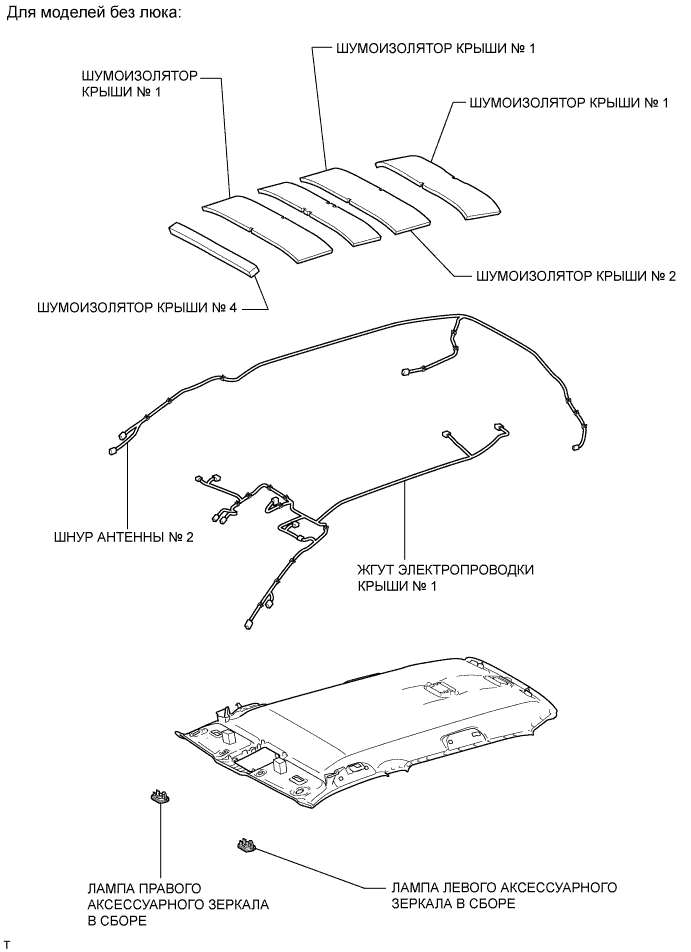 Для моделей без люка:
ШУМОИЗОЛЯТОР КРЫШИ № 1
ШУМОИЗОЛЯТОР
КРЫШИ № 1
ШУМОИЗОЛЯТОР КРЫШИ № 1
ШУМОИЗОЛЯТОР КРЫШИ № 2
ШУМОИЗОЛЯТОР КРЫШИ № 4
ШНУР АНТЕННЫ № 2
ЖГУТ ЭЛЕКТРОПРОВОДКИ
КРЫШИ № 1
ЛАМПА ПРАВОГО
АКСЕССУАРНОГО ЗЕРКАЛА
В СБОРЕ
ЛАМПА ЛЕВОГО АКСЕССУАРНОГО
ЗЕРКАЛА В СБОРЕ
T